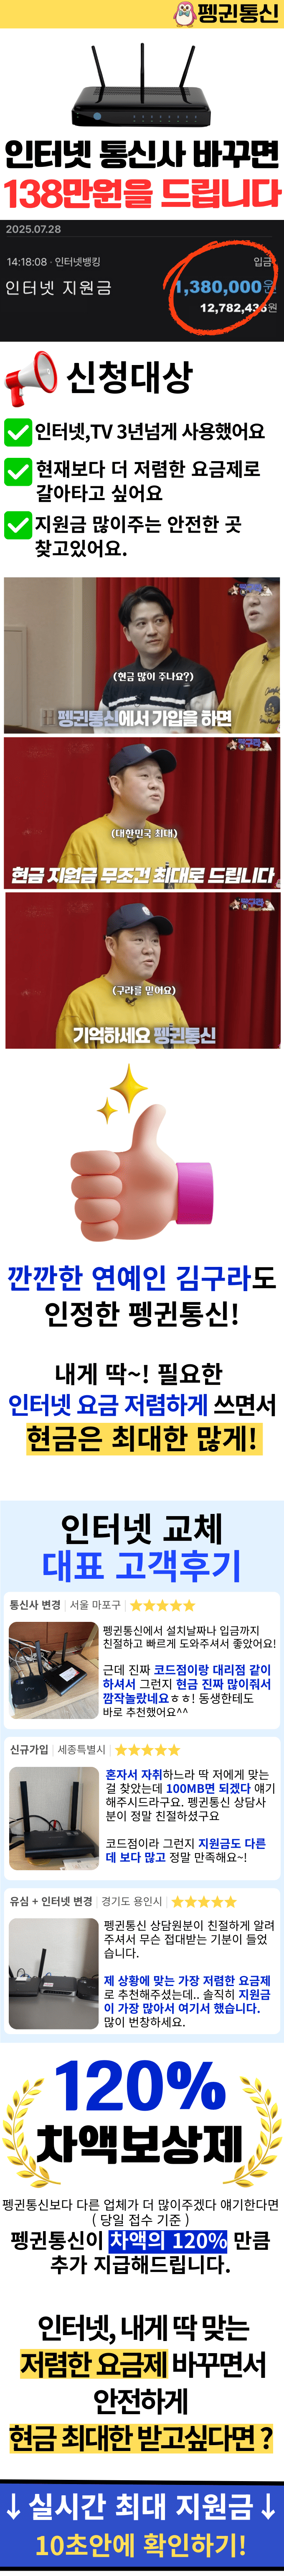 펭귄통신
인터넷 통신사 바꾸면
138만원을 드립니다
2025.07.28
14:18:08 · 인터넷뱅킹
입금
인터넷 지원금
1,380,000원
12,782,436원
신청대상
인터넷,TV 3년넘게 사용했어요
현재보다 더 저렴한 요금제로
갈아타고 싶어요
지원금 많이주는 안전한 곳
찾고있어요.
(현금 많이 주나요?)
펭귄통신에서 가입을 하면
(대한민국 최대)
현금 지원금 무조건 최대로 드립니다
(구라를 믿어요)
기억하세요 펭귄통신
깐깐한 연예인 김구라도
인정한 펭귄통신!
내게 딱~! 필요한
인터넷 요금 저렴하게 쓰면서
현금은 최대한 많게!
인터넷 교체
대표 고객후기
통신사 변경 | 서울 마포구 |
펭귄통신에서 설치날짜나 입금까지
친절하고 빠르게 도와주셔서 좋았어요!
근데 진짜 코드점이랑 대리점 같이
하셔서 그런지 현금 진짜 많이줘서
깜작놀랐네요ㅎㅎ! 동생한테도
바로 추천했어요^^
신규가입 | 세종특별시 |
혼자서 자취하느라 딱 저에게 맞는
걸 찾았는데 100MB면 되겠다 얘기
해주시드라구요. 펭귄통신 상담사
분이 정말 친절하셨구요
코드점이라 그런지 지원금도 다른
데 보다 많고 정말 만족해요~!
유심 + 인터넷 변경 | 경기도 용인시 |
펭귄통신 상담원분이 친절하게 알려
주셔서 무슨 접대받는 기분이 들었
습니다.
제 상황에 맞는 가장 저렴한 요금제
로 추천해주셨는데.. 솔직히 지원금
이 가장 많아서 여기서 했습니다.
많이 번창하세요.
120%
차액보상제
펭귄통신보다 다른 업체가 더 많이주겠다 얘기한다면
( 당일 접수 기준 )
펭귄통신이 차액의 120% 만큼
추가 지급해드립니다.
인터넷, 내게 딱 맞는
저렴한 요금제 바꾸면서
안전하게
현금 최대한 받고싶다면 ?
↓실시간 최대 지원금↓
10초안에 확인하기!